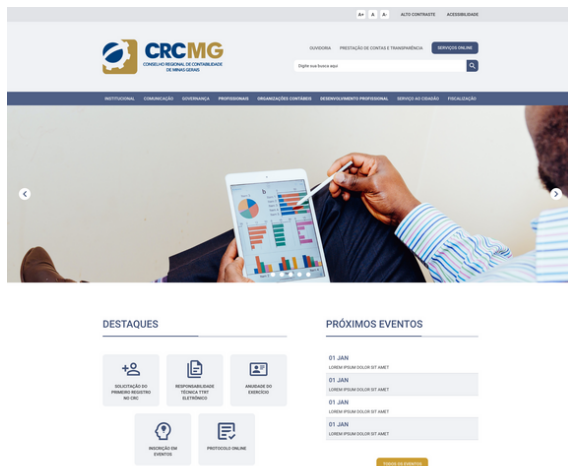 A+ A A- ALTO CONTRASTE ACESSIBILIDADE
CRCMG
CONSELHO REGIONAL DE CONTABILIDADE
DE MINAS GERAIS
OUVIDORIA PRESTAÇÃO DE CONTAS E TRANSPARÊNCIA SERVIÇOS ONLINE
Digite sua busca aqui
INSTITUCIONAL COMUNICAÇÃO GOVERNANÇA PROFISSIONAIS ORGANIZAÇÕES CONTÁBEIS DESENVOLVIMENTO PROFISSIONAL SERVIÇO AO CIDADÃO FISCALIZAÇÃO
DESTAQUES
SOLICITAÇÃO DO
PRIMEIRO REGISTRO
NO CRC
RESPONSABILIDADE
TÉCNICA TTRT
ELETRÔNICO
ANUIDADE DO
EXERCÍCIO
INSCRIÇÃO EM
EVENTOS
PROTOCOLO ONLINE
PRÓXIMOS EVENTOS
01 JAN
LOREM IPSUM DOLOR SIT AMET
01 JAN
LOREM IPSUM DOLOR SIT AMET
01 JAN
LOREM IPSUM DOLOR SIT AMET
01 JAN
LOREM IPSUM DOLOR SIT AMET
TODOS OS EVENTOS